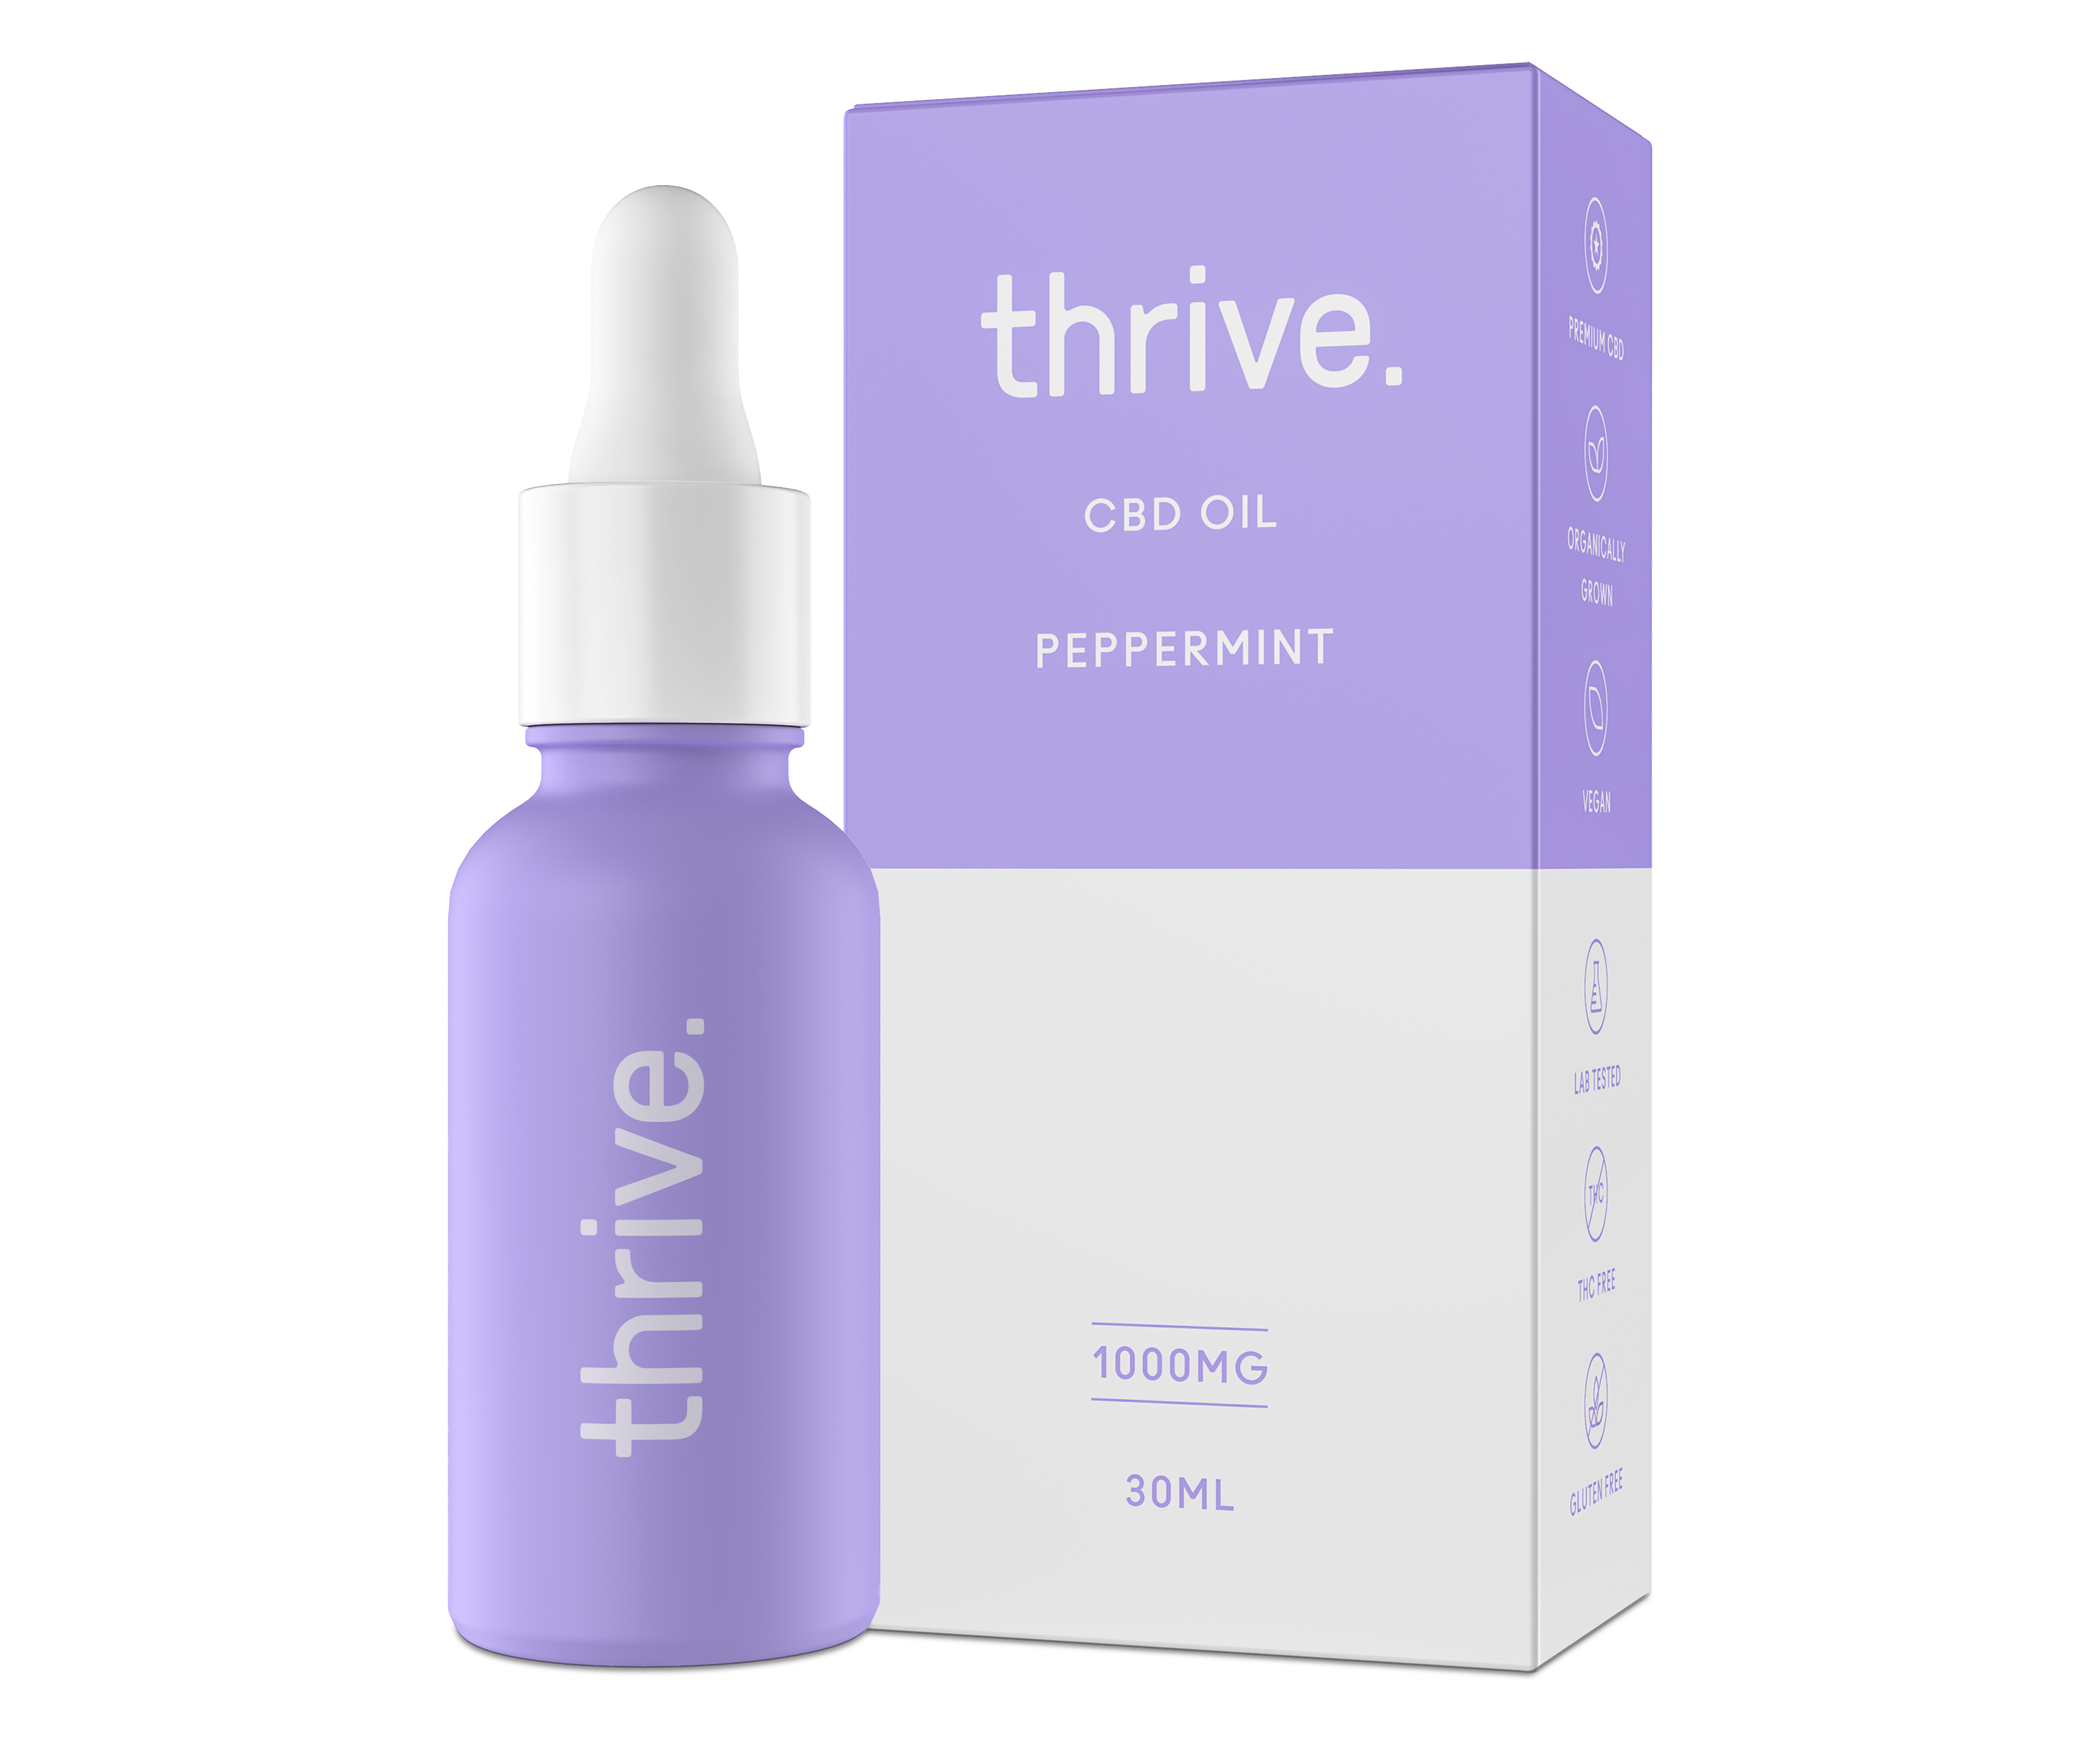 thrive.
thrive.
CBD OIL
PEPPERMINT
1000MG
30ML
PREMIUM CBD
ORGANICALLY
GROWN
VEGAN
LAB TESTED
THC
THC FREE
GLUTEN FREE